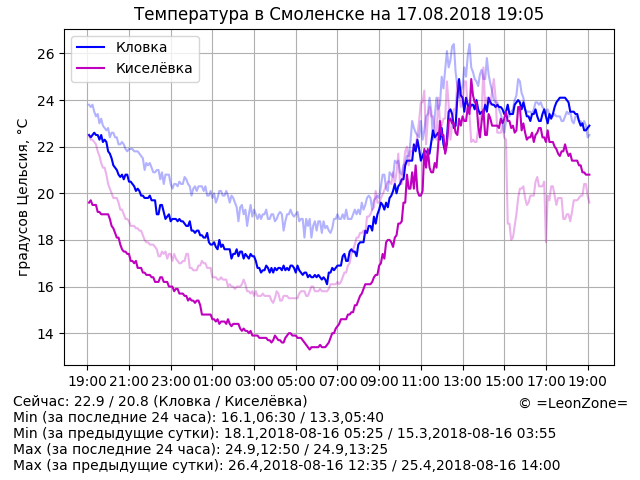 Температура в Смоленске на 17.08.2018 19:05
Кловка
Киселёвка
градусов Цельсия, °C
26
24
22
20
18
16
14
19:00 21:00 23:00 01:00 03:00 05:00 07:00 09:00 11:00 13:00 15:00 17:00 19:00
Сейчас: 22.9 / 20.8 (Кловка / Киселёвка)
© =LeonZone=
Min (за последние 24 часа): 16.1,06:30 / 13.3,05:40
Min (за предыдущие сутки): 18.1,2018-08-16 05:25 / 15.3,2018-08-16 03:55
Max (за последние 24 часа): 24.9,12:50 / 24.9,13:25
Max (за предыдущие сутки): 26.4,2018-08-16 12:35 / 25.4,2018-08-16 14:00